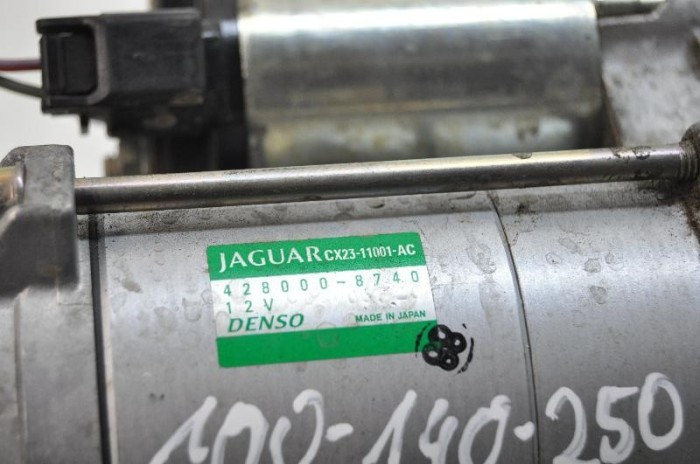 JAGUAR CX23-11001-AC
428000-8740
12V
DENSO MADE IN JAPAN
100-140-250